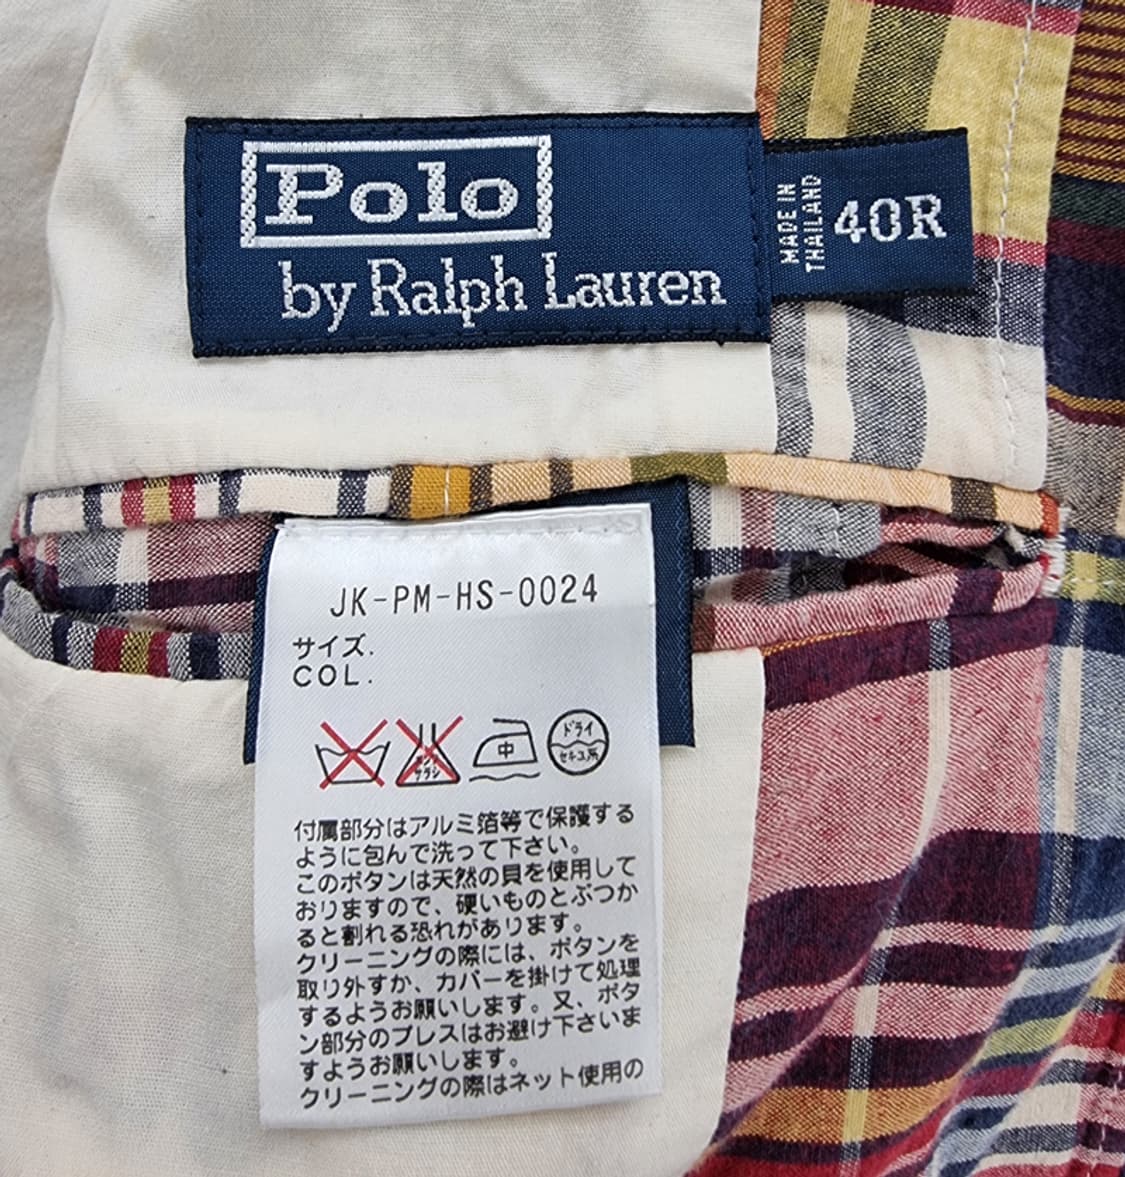 Polo
by Ralph Lauren
MADE IN
THAILAND
40R
JK-PM-HS-0024
サイズ.
COL.
中
ドライ
セキユ系
付属部分はアルミ箔等で保護する
ように包んで洗って下さい。
このボタンは天然の貝を使用して
おりますので、硬いものとぶつか
ると割れる恐れがあります。
クリーニングの際には、ボタンを
取り外すか、カバーを掛けて処理
するようお願いします。又、ボタ
ン部分のプレスはお避け下さいま
すようお願いします。
クリーニングの際はネット使用の